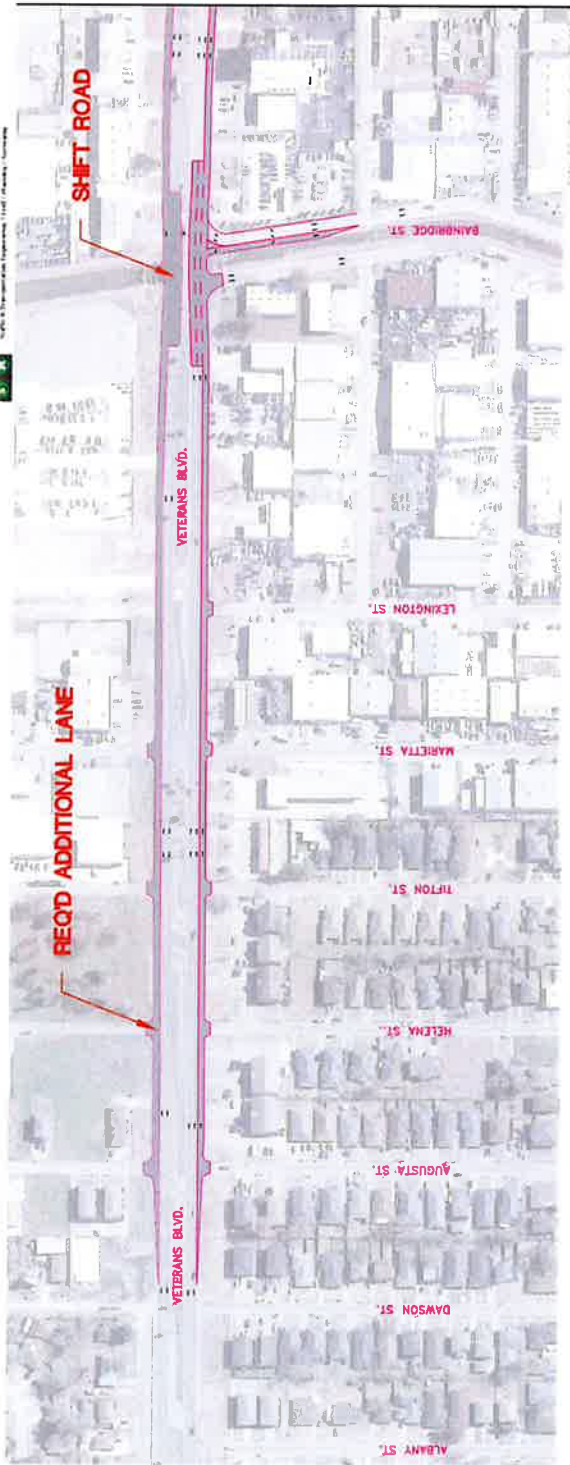 SHIFT ROAD
BAINBRIDGE ST.
VETERANS BLVD.
LEXINGTON ST.
REQ'D ADDITIONAL LANE
MARIETTA ST.
TIFTON ST.
HELENA ST.
AUGUSTA ST.
VETERANS BLVD.
DAWSON ST.
ALBANY ST.